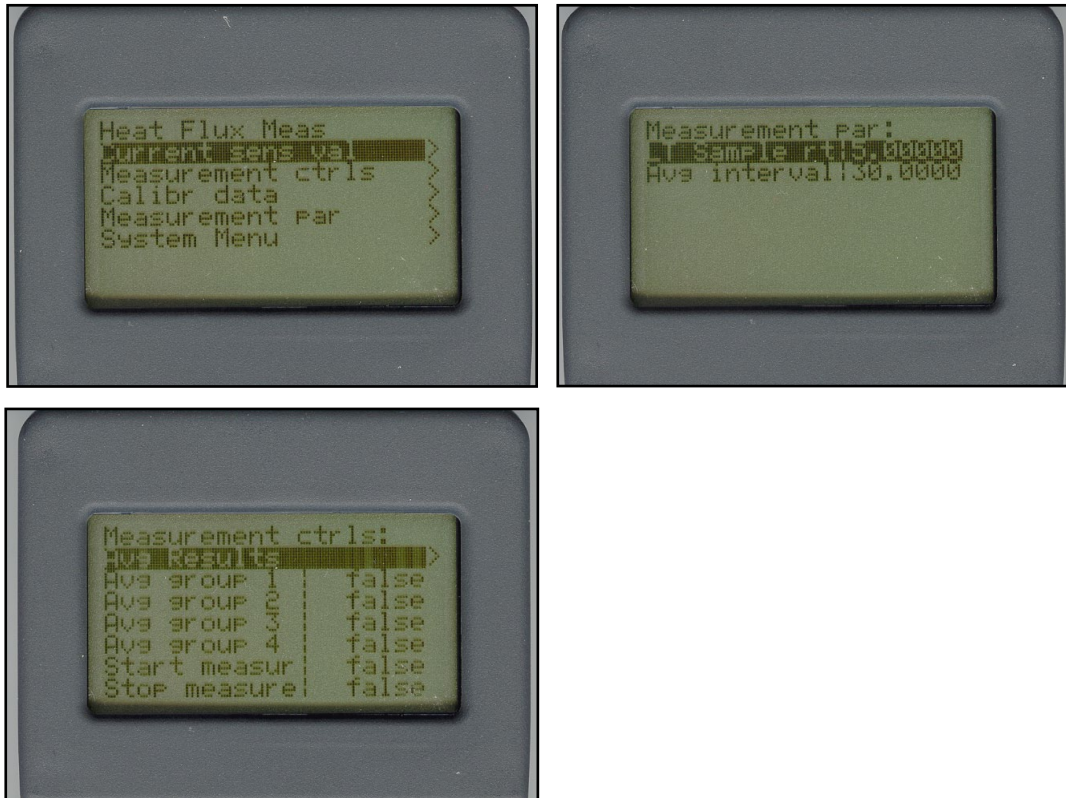 Heat Flux Meas
Current sens val >
Measurement ctrls >
Calibr data >
Measurement par >
System Menu >
Measurement par:
T Sample rt¦5.00000
Avg interval¦30.0000
Measurement ctrls:
Avg Results >
Avg group 1 ¦ false
Avg group 2 ¦ false
Avg group 3 ¦ false
Avg group 4 ¦ false
Start measur¦ false
Stop measure¦ false